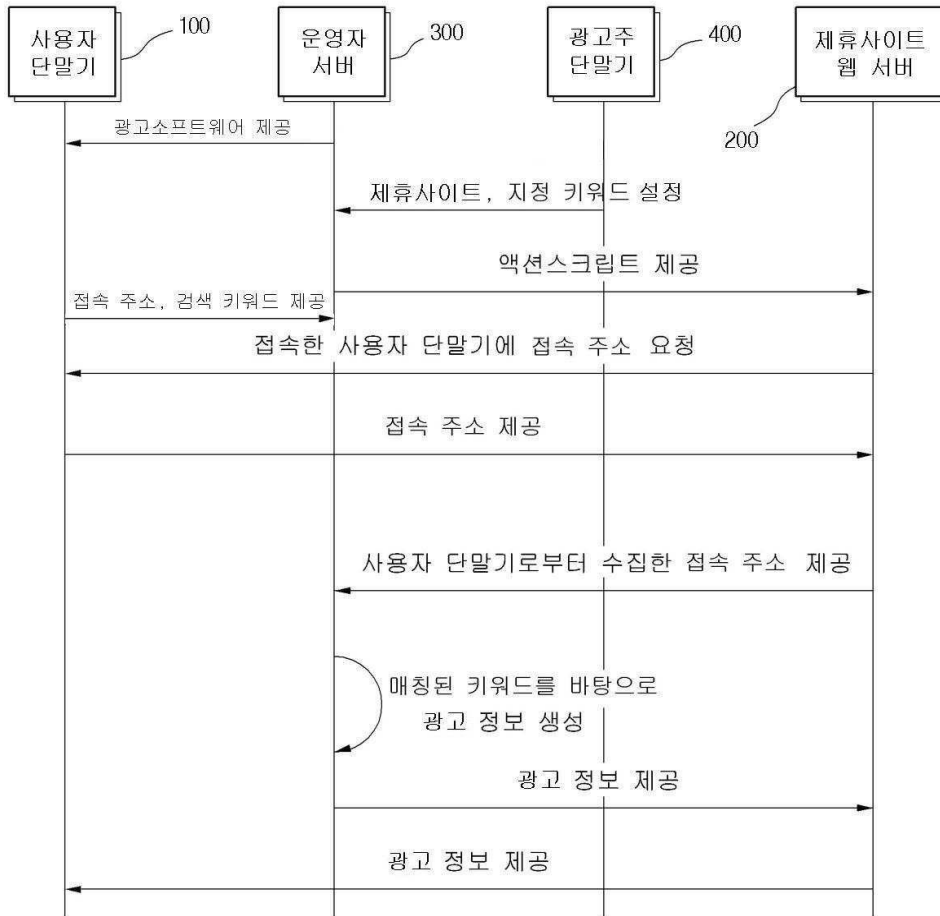 사용자
단말기
100
운영자
서버
300
광고주
단말기
400
제휴사이트
웹 서버
200
광고소프트웨어 제공
제휴사이트, 지정 키워드 설정
액션스크립트 제공
접속 주소, 검색 키워드 제공
접속한 사용자 단말기에 접속 주소 요청
접속 주소 제공
사용자 단말기로부터 수집한 접속 주소 제공
매칭된 키워드를 바탕으로
광고 정보 생성
광고 정보 제공
광고 정보 제공